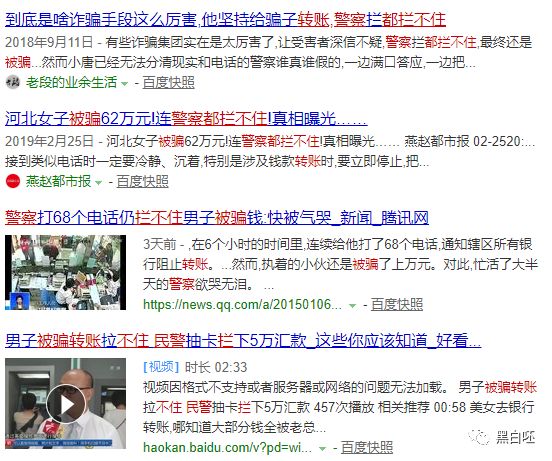 到底是啥诈骗手段这么厉害,他坚持给骗子转账,警察拦都拦不住
2018年9月11日 - 有些诈骗集团实在是太厉害了,让受害者深信不疑,警察拦都拦不住,最终还是
被骗...然而小唐已经无法分清现实和电话的警察谁真谁假的,一边满口答应,一边把...
老段的业余生活 - 百度快照
河北女子被骗62万元!连警察都拦不住!真相曝光……
2019年2月25日 - 河北女子被骗62万元!连警察都拦不住!真相曝光…… 燕赵都市报 02-2520:...
接到类似电话时一定要冷静、沉着,特别是涉及钱款转账时,要立即停止,把...
燕赵都市报 - 百度快照
警察打68个电话仍拦不住男子被骗钱:快被气哭_新闻_腾讯网
3天前 - ,在6个小时的时间里,连续给他打了68个电话,通知辖区所有银
行阻止转账。...然而,执着的小伙还是被骗了上万元。对此,忙活了大半
天的警察欲哭无泪。 ...
https://news.qq.com/a/20150106... - 百度快照
男子被骗转账拉不住 民警抽卡拦下5万汇款_这些你应该知道_好看...
[视频] 时长 02:33
视频因格式不支持或者服务器或网络的问题无法加载。 男子被骗转账
拉不住 民警抽卡拦下5万汇款 457次播放 相关推荐 00:58 美女去银行
转账,哪知道大部分钱全被老总...
haokan.baidu.com/v?pd=wi... - 百度快照
黑白呸